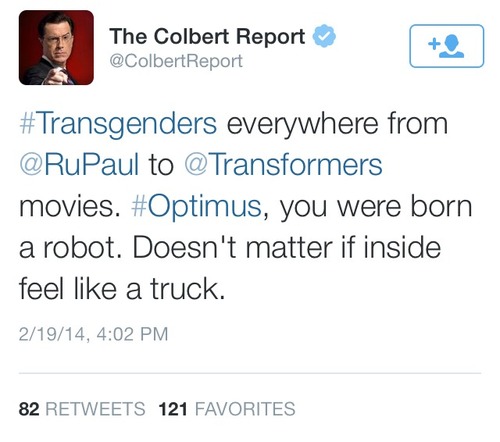 The Colbert Report
@ColbertReport
#Transgenders everywhere from
@RuPaul to @Transformers
movies. #Optimus, you were born
a robot. Doesn't matter if inside
feel like a truck.
2/19/14, 4:02 PM
82 RETWEETS 121 FAVORITES